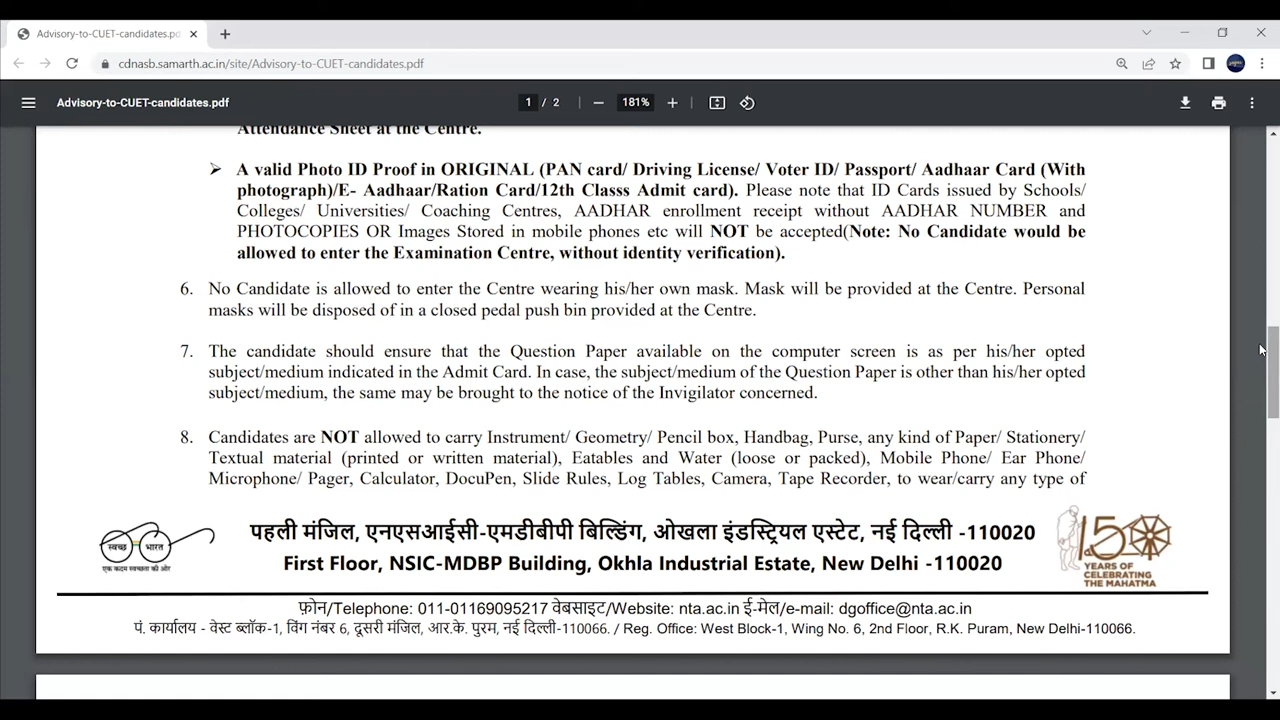 Advisory-to-CUET-candidates.pd
cdnasb.samarth.ac.in/site/Advisory-to-CUET-candidates.pdf
Advisory-to-CUET-candidates.pdf
1 / 2
181%
Attendance Sheet at the Centre.
➢ A valid Photo ID Proof in ORIGINAL (PAN card/ Driving License/ Voter ID/ Passport/ Aadhaar Card (With
photograph)/E- Aadhaar/Ration Card/12th Classs Admit card). Please note that ID Cards issued by Schools/
Colleges/ Universities/ Coaching Centres, AADHAR enrollment receipt without AADHAR NUMBER and
PHOTOCOPIES OR Images Stored in mobile phones etc will NOT be accepted(Note: No Candidate would be
allowed to enter the Examination Centre, without identity verification).
6. No Candidate is allowed to enter the Centre wearing his/her own mask. Mask will be provided at the Centre. Personal
masks will be disposed of in a closed pedal push bin provided at the Centre.
7. The candidate should ensure that the Question Paper available on the computer screen is as per his/her opted
subject/medium indicated in the Admit Card. In case, the subject/medium of the Question Paper is other than his/her opted
subject/medium, the same may be brought to the notice of the Invigilator concerned.
8. Candidates are NOT allowed to carry Instrument/ Geometry/ Pencil box, Handbag, Purse, any kind of Paper/ Stationery/
Textual material (printed or written material), Eatables and Water (loose or packed), Mobile Phone/ Ear Phone/
Microphone/ Pager, Calculator, DocuPen, Slide Rules, Log Tables, Camera, Tape Recorder, to wear/carry any type of
स्वच्छ भारत
एक कदम स्वच्छता की ओर
पहली मंजिल, एनएसआईसी-एमडीबीपी बिल्डिंग, ओखला इंडस्ट्रियल एस्टेट, नई दिल्ली -110020
First Floor, NSIC-MDBP Building, Okhla Industrial Estate, New Delhi -110020
150
YEARS OF
CELEBRATING
THE MAHATMA
फ़ोन/Telephone: 011-01169095217 वेबसाइट/Website: nta.ac.in ई-मेल/e-mail: dgoffice@nta.ac.in
पं. कार्यालय - वेस्ट ब्लॉक-1, विंग नंबर 6, दूसरी मंजिल, आर.के. पुरम, नई दिल्ली-110066. / Reg. Office: West Block-1, Wing No. 6, 2nd Floor, R.K. Puram, New Delhi-110066.